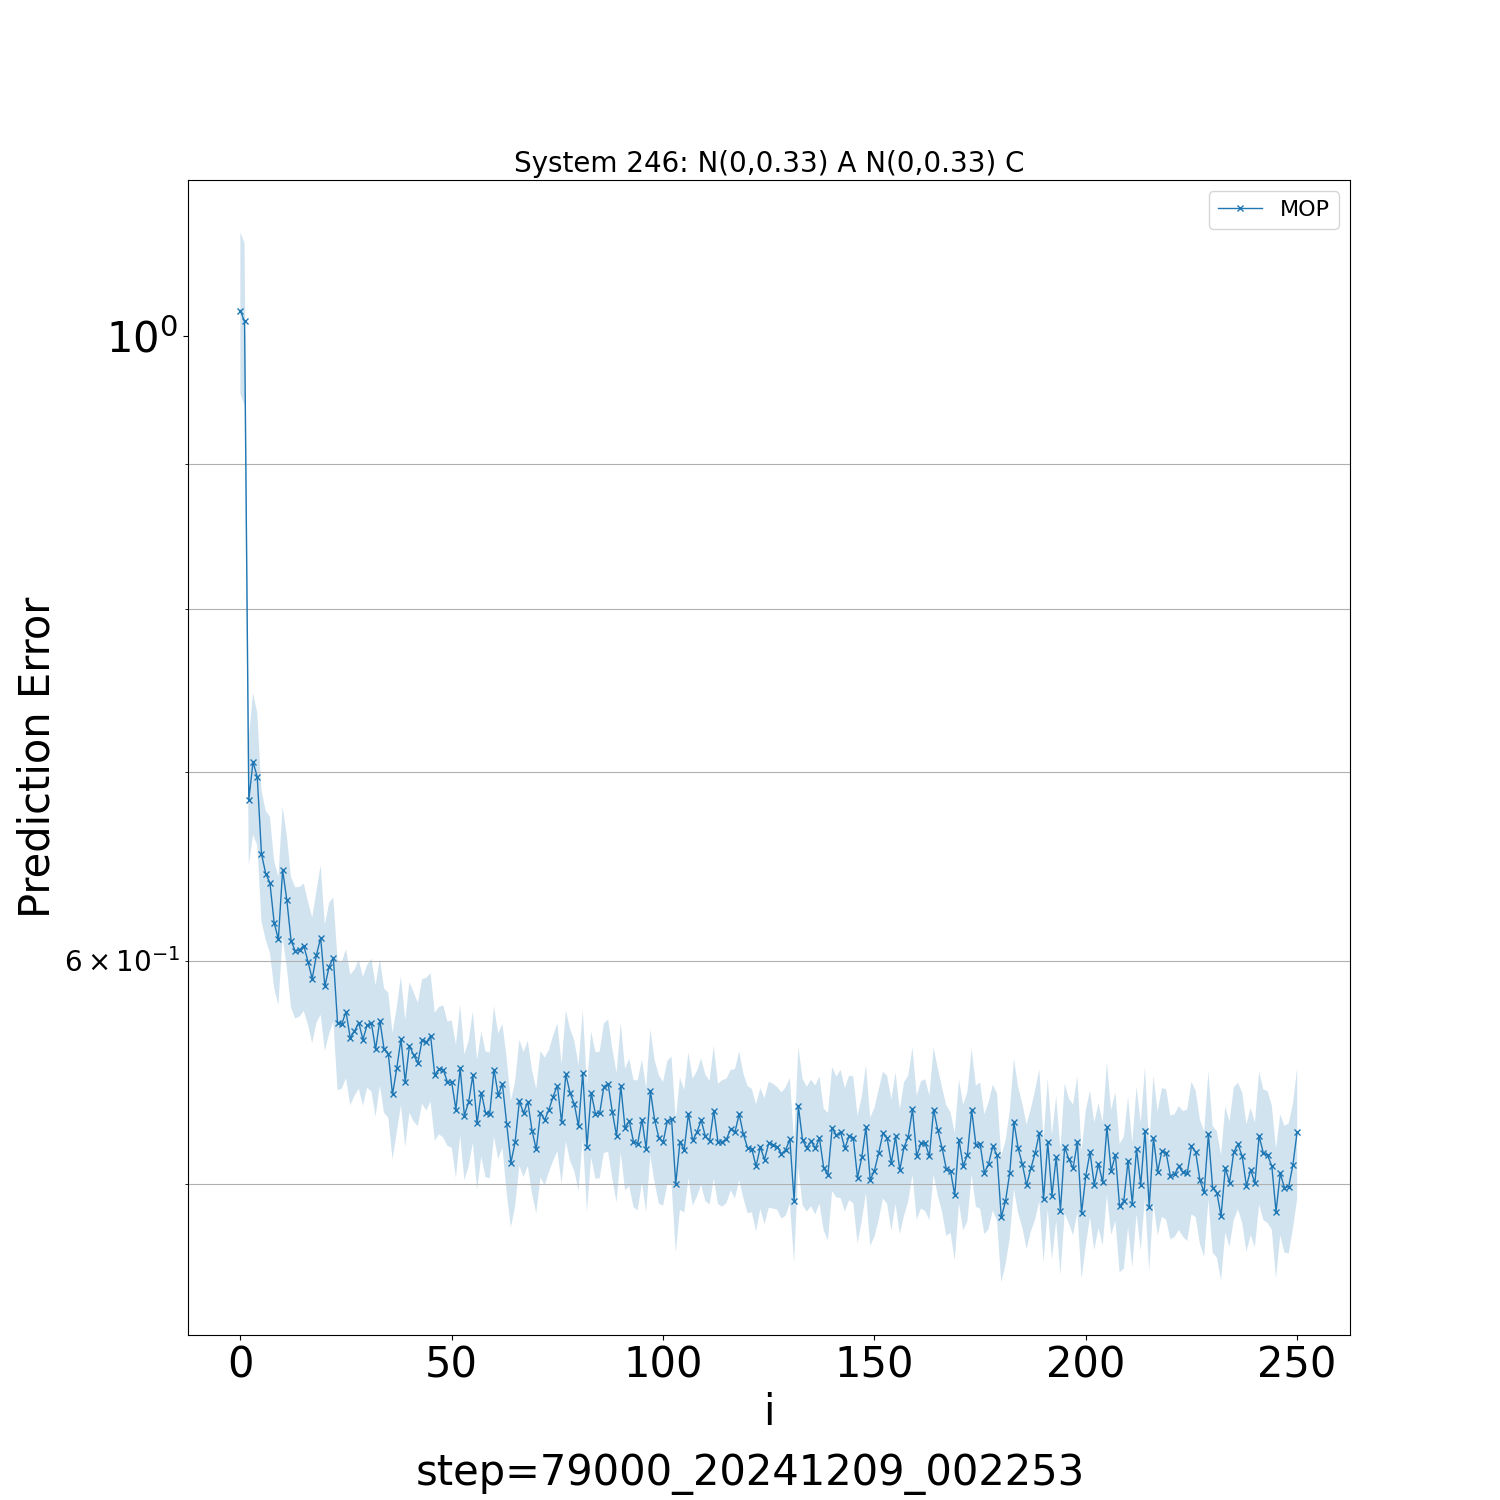 System 246: N(0,0.33) A N(0,0.33) C
MOP
10⁰
Prediction Error
6 × 10⁻¹
0 50 100 150 200 250
i
step=79000_20241209_002253